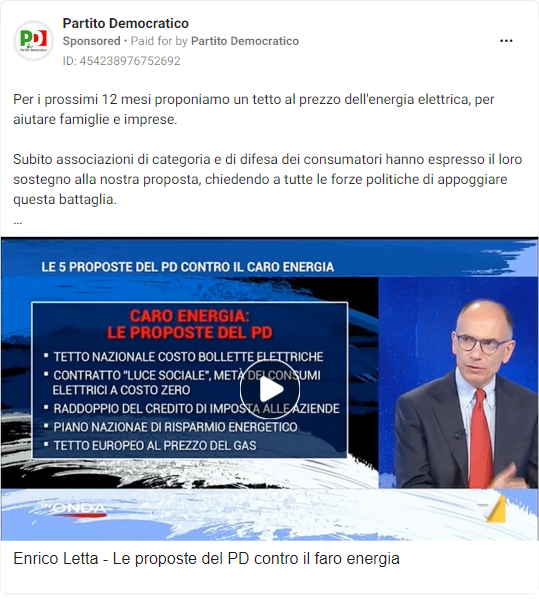 Partito Democratico
Sponsored • Paid for by Partito Democratico
ID: 454238976752692
PD
Partito Democratico
Per i prossimi 12 mesi proponiamo un tetto al prezzo dell'energia elettrica, per
aiutare famiglie e imprese.
Subito associazioni di categoria e di difesa dei consumatori hanno espresso il loro
sostegno alla nostra proposta, chiedendo a tutte le forze politiche di appoggiare
questa battaglia.
...
LE 5 PROPOSTE DEL PD CONTRO IL CARO ENERGIA
CARO ENERGIA:
LE PROPOSTE DEL PD
▪ TETTO NAZIONALE COSTO BOLLETTE ELETTRICHE
▪ CONTRATTO "LUCE SOCIALE", METÀ DEI CONSUMI
ELETTRICI A COSTO ZERO
▪ RADDOPPIO DEL CREDITO DI IMPOSTA ALLE AZIENDE
▪ PIANO NAZIONAE DI RISPARMIO ENERGETICO
▪ TETTO EUROPEO AL PREZZO DEL GAS
ONDA
7
Enrico Letta - Le proposte del PD contro il faro energia